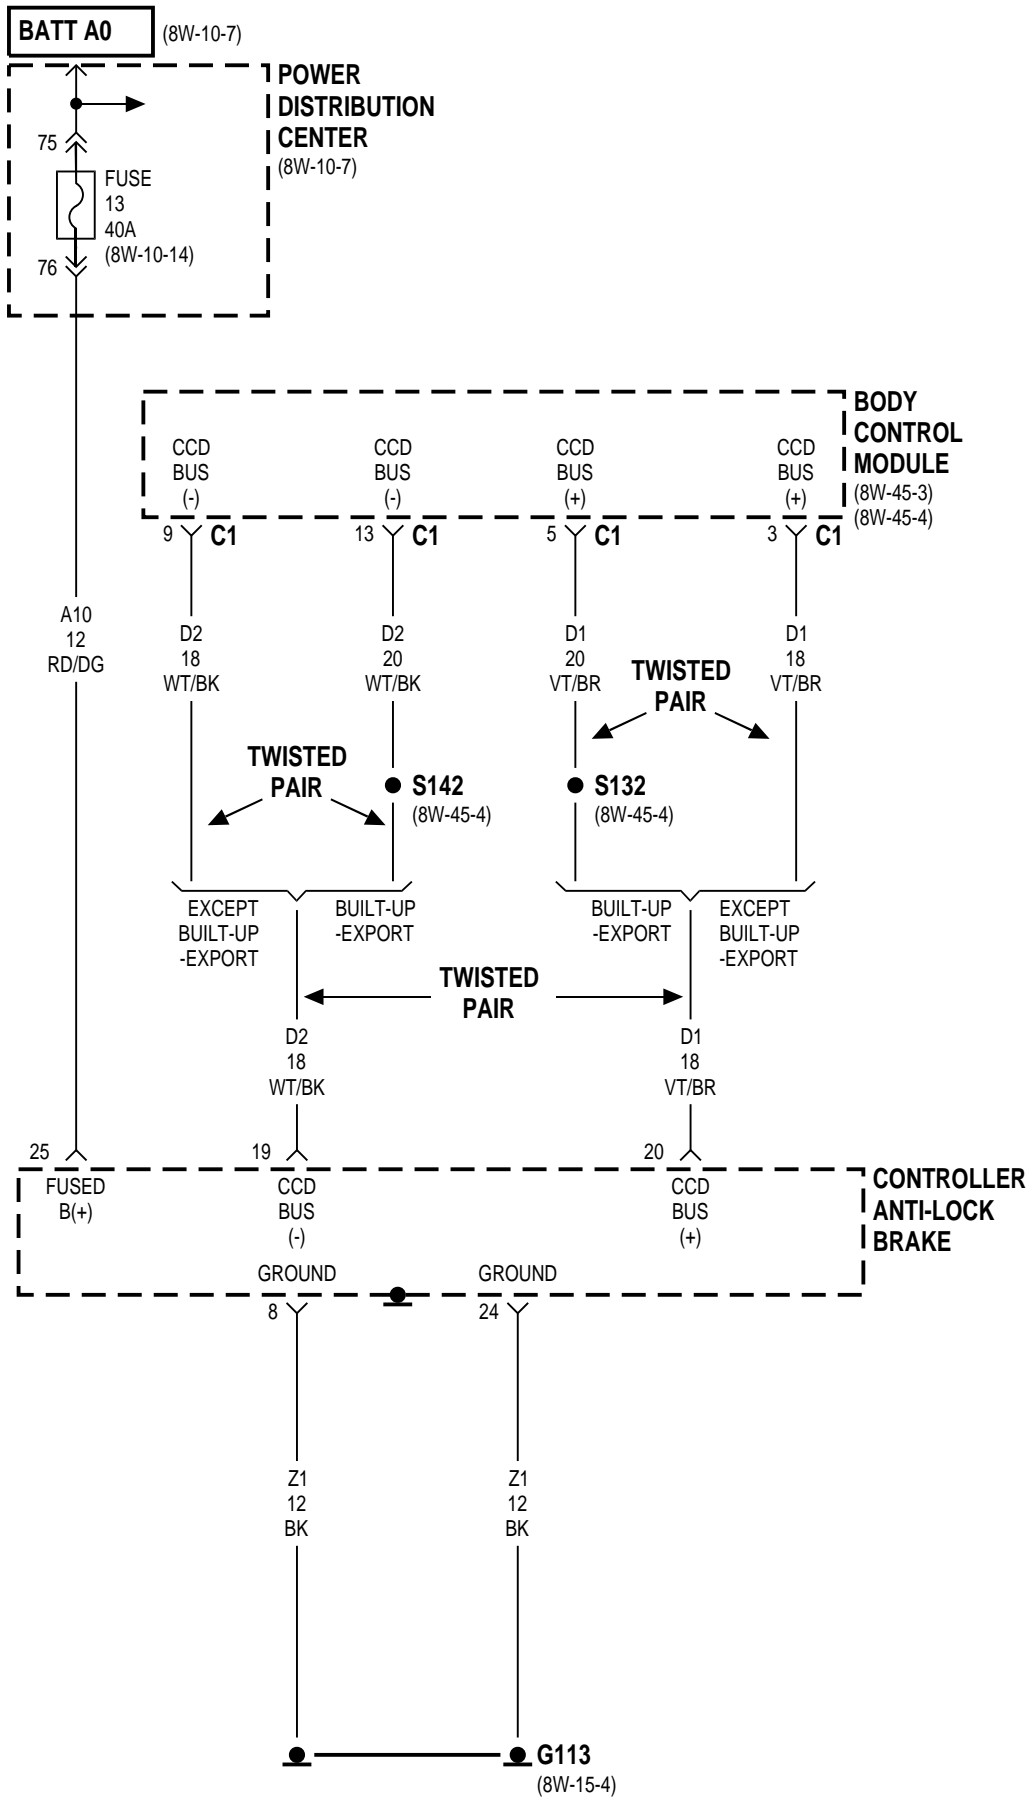 BATT A0
(8W-10-7)
POWER
DISTRIBUTION
CENTER
(8W-10-7)
75
FUSE
13
40A
(8W-10-14)
76
A10
12
RD/DG
BODY
CONTROL
MODULE
(8W-45-3)
(8W-45-4)
CCD
BUS
(-)
CCD
BUS
(-)
CCD
BUS
(+)
CCD
BUS
(+)
9
C1
13
C1
5
C1
3
C1
D2
18
WT/BK
D2
20
WT/BK
D1
20
VT/BR
D1
18
VT/BR
TWISTED
PAIR
TWISTED
PAIR
S142
(8W-45-4)
S132
(8W-45-4)
EXCEPT
BUILT-UP
-EXPORT
BUILT-UP
-EXPORT
BUILT-UP
-EXPORT
EXCEPT
BUILT-UP
-EXPORT
TWISTED
PAIR
D2
18
WT/BK
D1
18
VT/BR
25
19
20
FUSED
B(+)
CCD
BUS
(-)
CCD
BUS
(+)
CONTROLLER
ANTI-LOCK
BRAKE
GROUND
GROUND
8
24
Z1
12
BK
Z1
12
BK
G113
(8W-15-4)